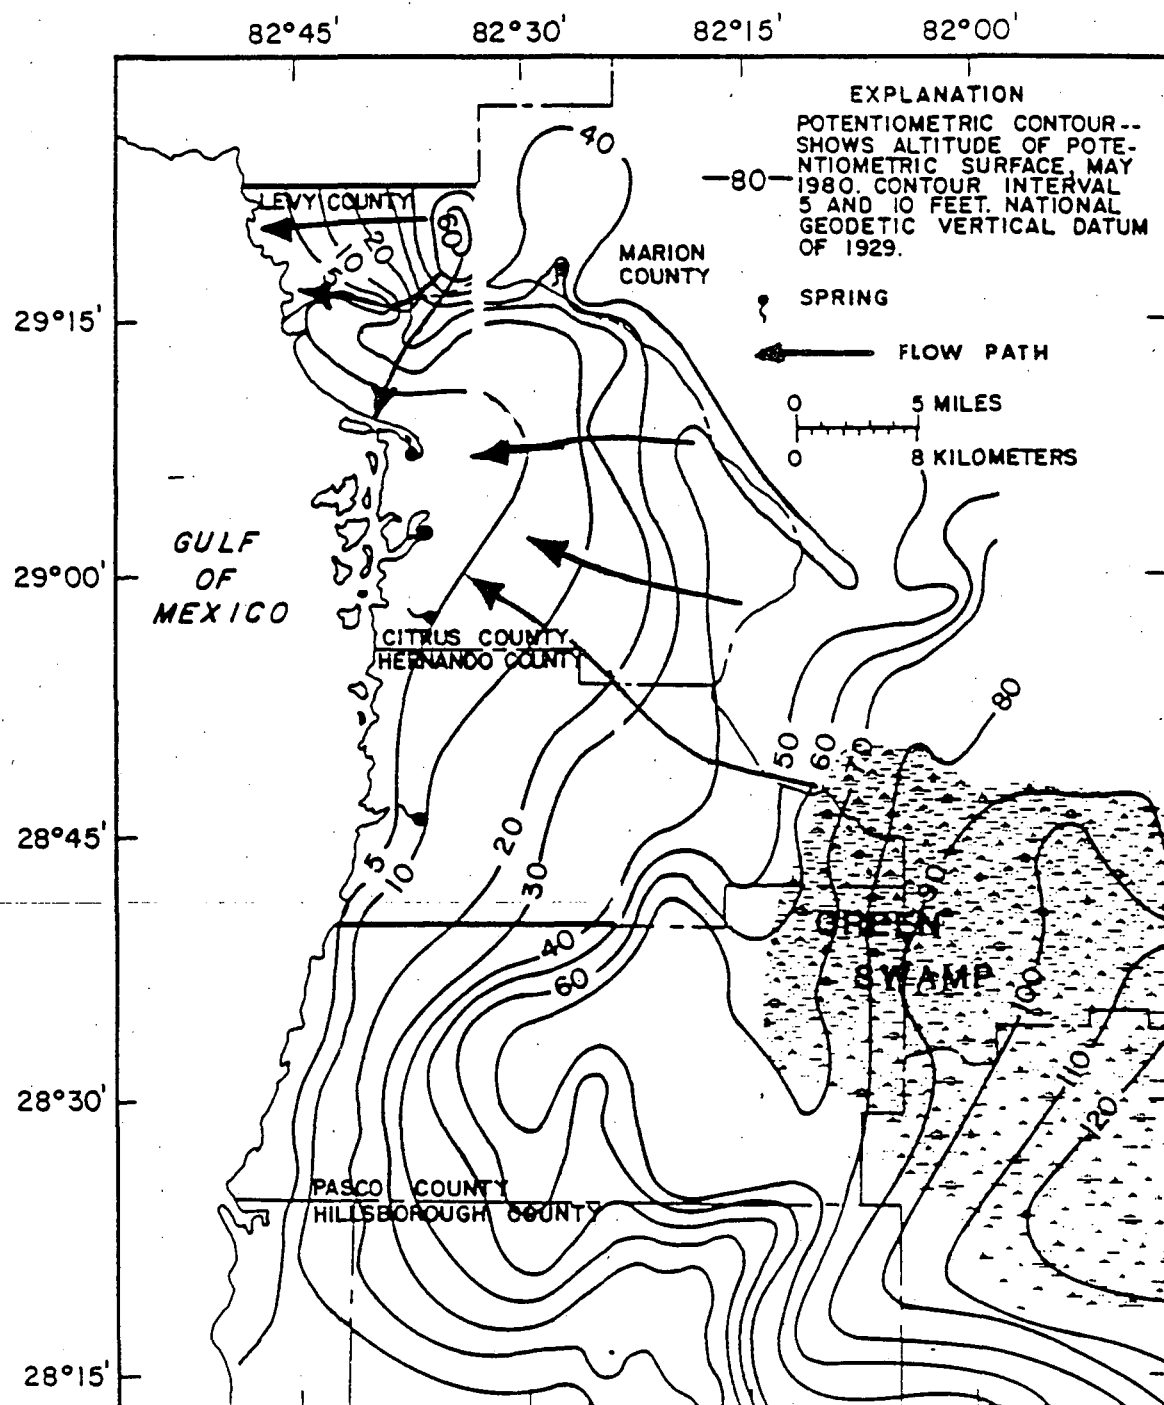 82°45' 82°30' 82°15' 82°00'
EXPLANATION
POTENTIOMETRIC CONTOUR--
SHOWS ALTITUDE OF POTE-
NTIOMETRIC SURFACE, MAY
—80— 1980. CONTOUR INTERVAL
5 AND 10 FEET. NATIONAL
GEODETIC VERTICAL DATUM
OF 1929.
SPRING
FLOW PATH
0 5 MILES
0 8 KILOMETERS
40
LEVY COUNTY
60
20
10
5
MARION
COUNTY
29°15'
GULF
OF
MEXICO
29°00'
CITRUS COUNTY
HERNANDO COUNTY
80
50
60
70
28°45'
5
10
20
30
90
GREEN
SWAMP
40
60
100
110
120
28°30'
PASCO COUNTY
HILLSBOROUGH COUNTY
28°15'